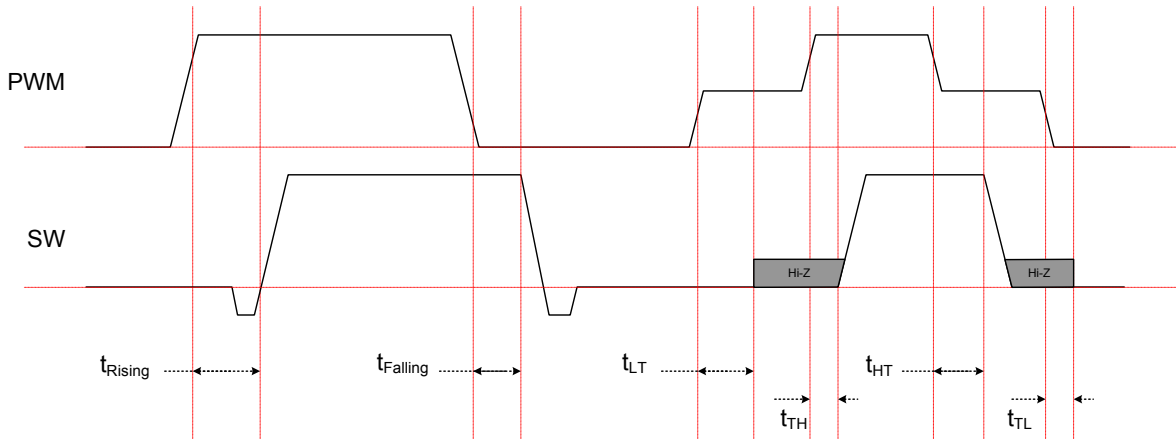 PWM
SW
Hi-Z
Hi-Z
tRising
tFalling
tLT
tHT
tTH
tTL